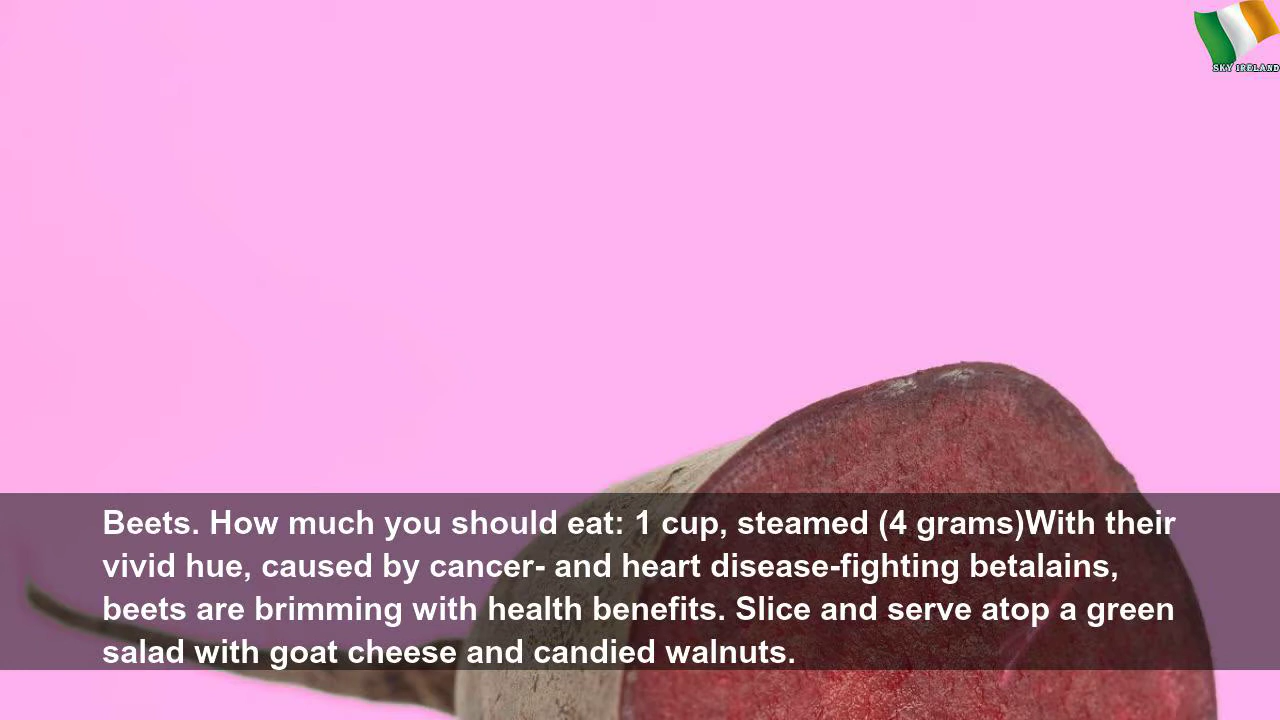 SKY IRELAND
Beets. How much you should eat: 1 cup, steamed (4 grams)With their
vivid hue, caused by cancer- and heart disease-fighting betalains,
beets are brimming with health benefits. Slice and serve atop a green
salad with goat cheese and candied walnuts.